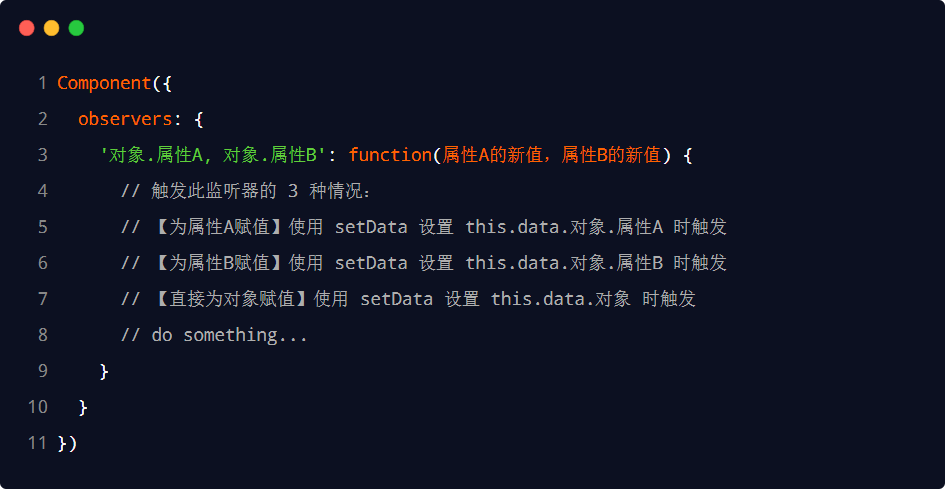 1 Component({
2 observers: {
3 '对象.属性A, 对象.属性B': function(属性A的新值, 属性B的新值) {
4 // 触发此监听器的 3 种情况：
5 // 【为属性A赋值】使用 setData 设置 this.data.对象.属性A 时触发
6 // 【为属性B赋值】使用 setData 设置 this.data.对象.属性B 时触发
7 // 【直接为对象赋值】使用 setData 设置 this.data.对象 时触发
8 // do something...
9 }
10 }
11 })